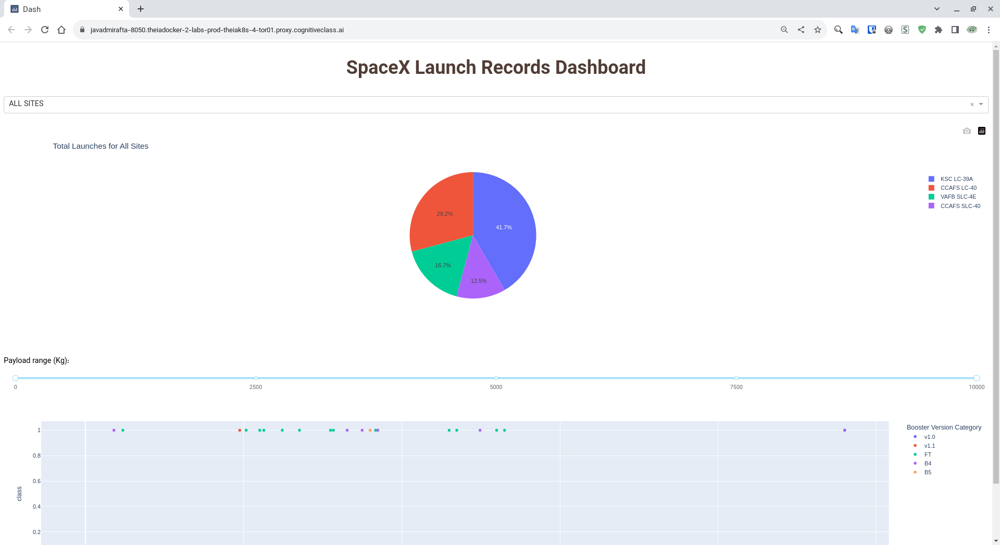 Dash
javadmirafta-8050.theiadocker-2-labs-prod-theiak8s-4-tor01.proxy.cognitiveclass.ai
SpaceX Launch Records Dashboard
ALL SITES
Total Launches for All Sites
KSC LC-39A
CCAFS LC-40
VAFB SLC-4E
CCAFS SLC-40
29.2%
41.7%
16.7%
12.5%
Payload range (Kg):
0 2500 5000 7500 10000
Booster Version Category
v1.0
v1.1
FT
B4
B5
1
0.8
0.6
0.4
0.2
class